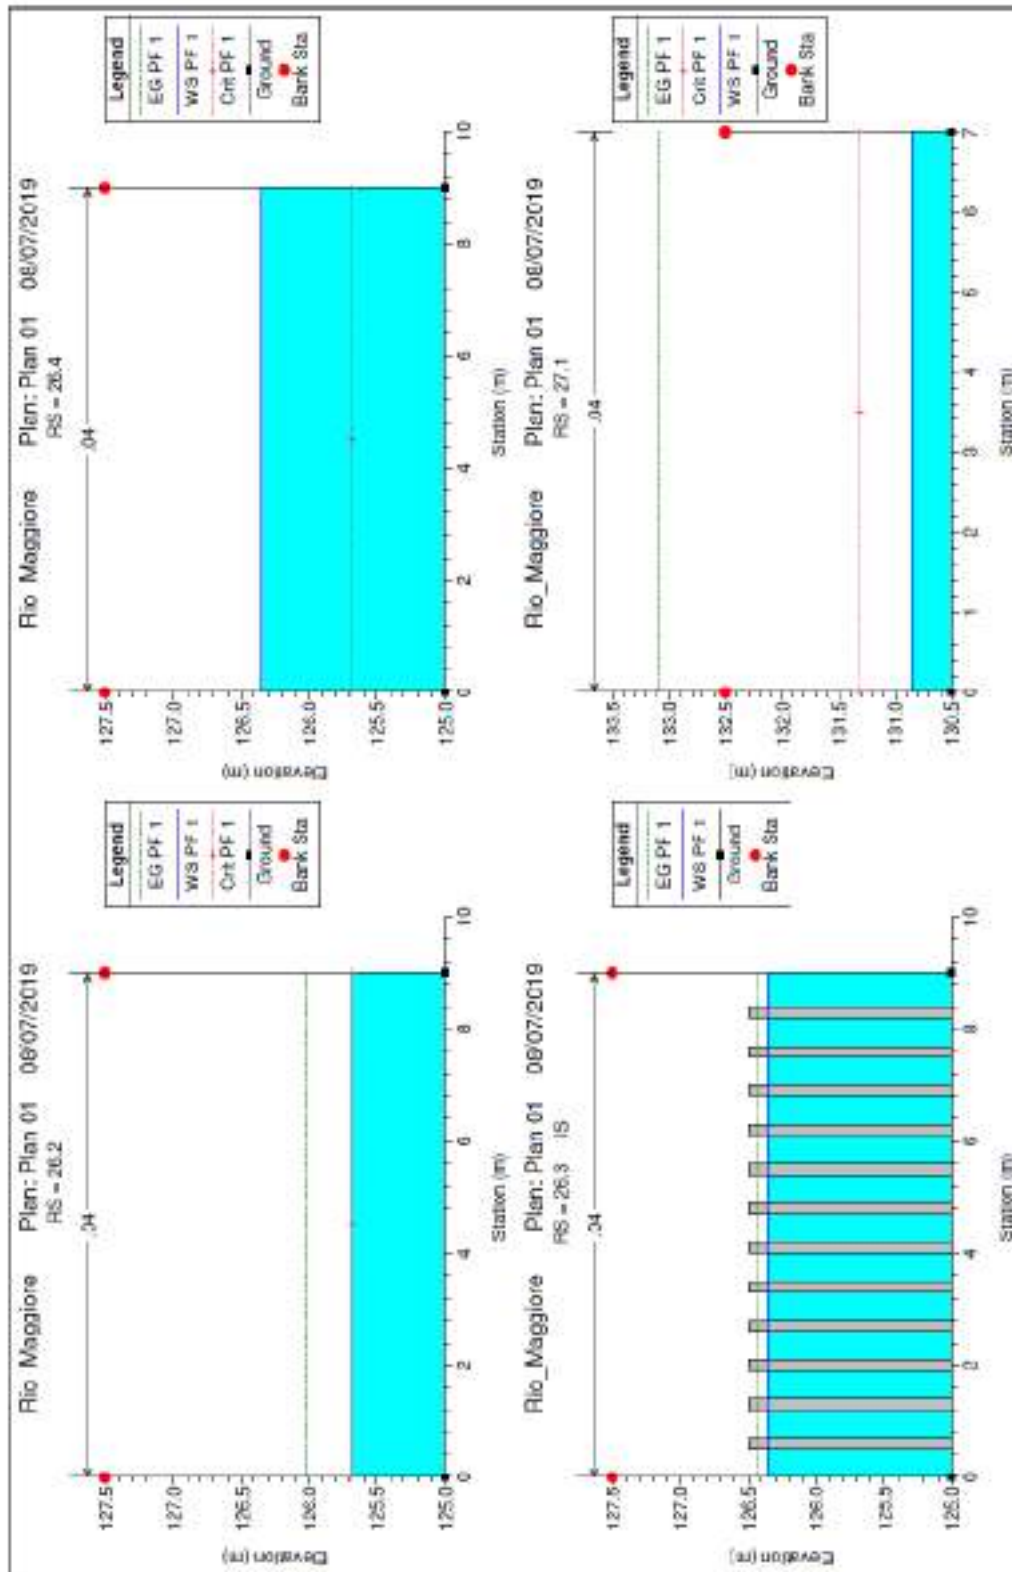 Rio_Maggiore Plan: Plan 01 08/07/2019
RS = 26.2
.04
Elevation (m)
127.5
127.0
126.5
126.0
125.5
125.0
0 2 4 6 8 10
Station (m)
Legend
EG PF 1
WS PF 1
Crit PF 1
Ground
Bank Sta
Rio_Maggiore Plan: Plan 01 08/07/2019
RS = 26.4
.04
Elevation (m)
127.5
127.0
126.5
126.0
125.5
125.0
0 2 4 6 8 10
Station (m)
Legend
EG PF 1
WS PF 1
Crit PF 1
Ground
Bank Sta
Rio_Maggiore Plan: Plan 01 08/07/2019
RS = 26.3 IS
.04
Elevation (m)
127.5
127.0
126.5
126.0
125.5
125.0
0 2 4 6 8 10
Station (m)
Legend
EG PF 1
WS PF 1
Ground
Bank Sta
Rio_Maggiore Plan: Plan 01 08/07/2019
RS = 27.1
.04
Elevation (m)
133.5
133.0
132.5
132.0
131.5
131.0
130.5
0 1 2 3 4 5 6 7
Station (m)
Legend
EG PF 1
Crit PF 1
WS PF 1
Ground
Bank Sta